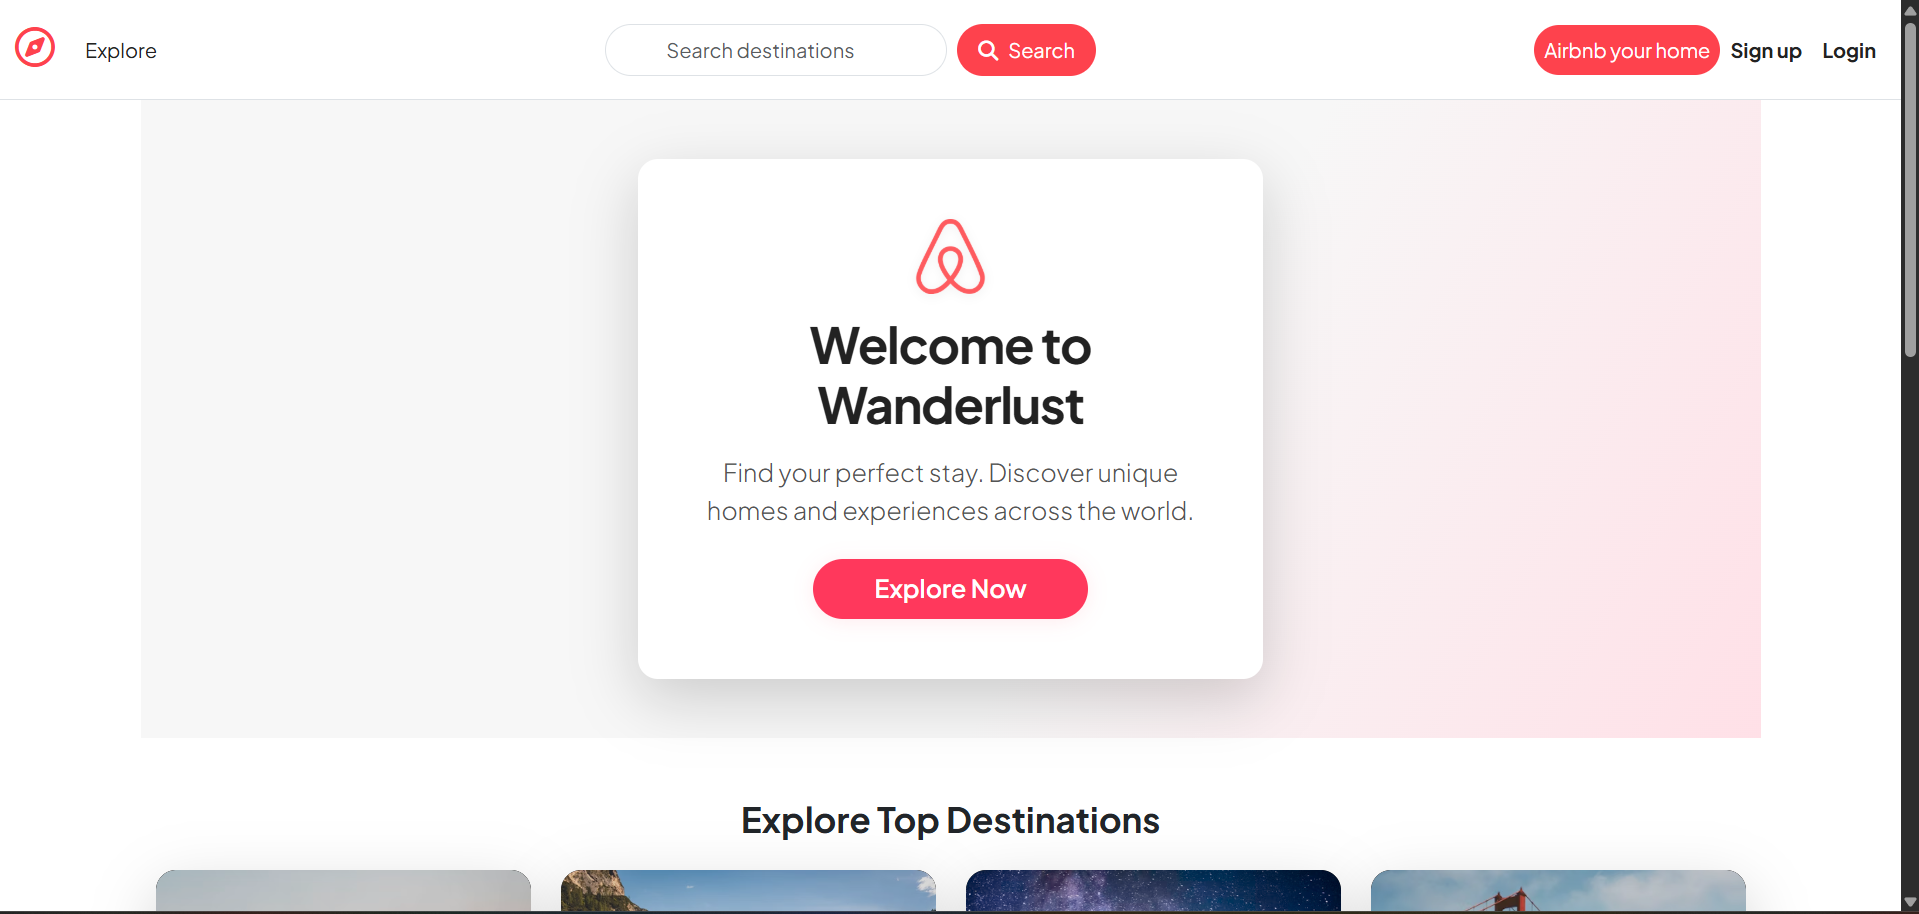 Explore
Search destinations
Search
Airbnb your home
Sign up
Login
Welcome to
Wanderlust
Find your perfect stay. Discover unique
homes and experiences across the world.
Explore Now
Explore Top Destinations